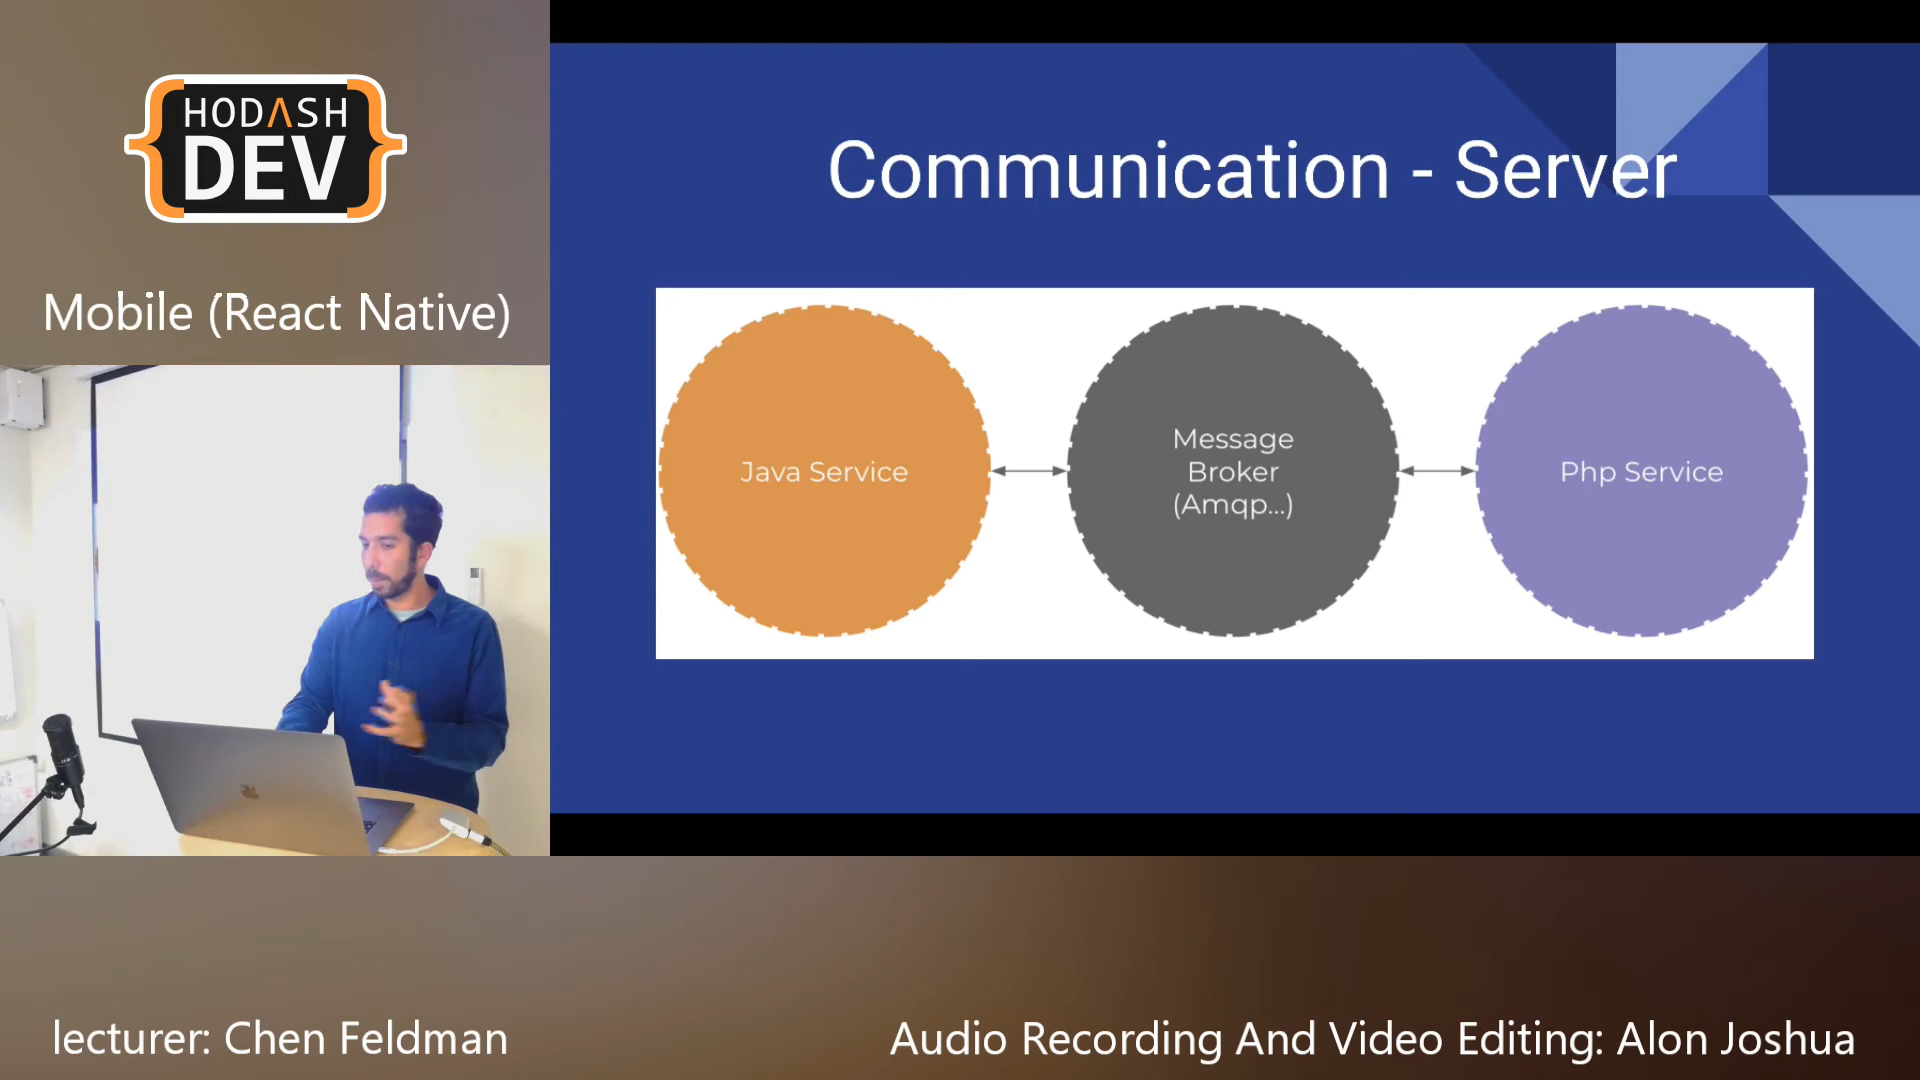 HODASH
DEV
Mobile (React Native)
Communication - Server
Java Service
Message
Broker
(Amqp...)
Php Service
lecturer: Chen Feldman
Audio Recording And Video Editing: Alon Joshua